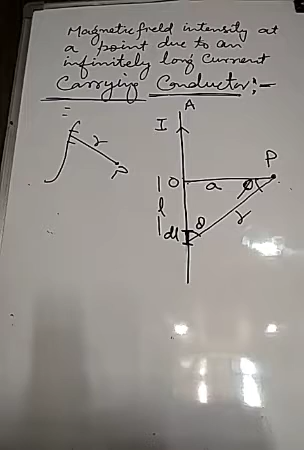 Magnetic field intensity at
a point due to an
infinitely long current
Carrying Conductor:-
A
I
r
P
P
O
a
l
r
dl
θ